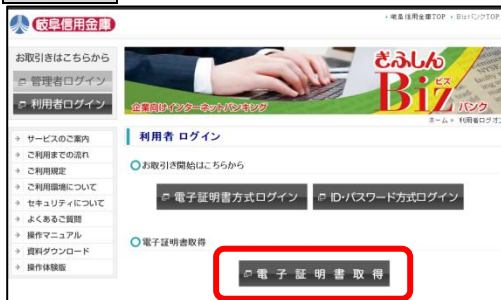 岐阜信用金庫
・岐阜信用金庫TOP ・BizバンクTOP
お取引きはこちらから
管理者ログイン
利用者ログイン
企業向けインターネットバンキング
ぎふしん
Biz
ビズ
バンク
ホーム > 利用者ログオン
サービスのご案内
ご利用までの流れ
ご利用規定
ご利用環境について
セキュリティについて
よくあるご質問
操作マニュアル
資料ダウンロード
操作体験版
利用者 ログイン
お取引き開始はこちらから
電子証明書方式ログイン
ID・パスワード方式ログイン
電子証明書取得
電子証明書取得